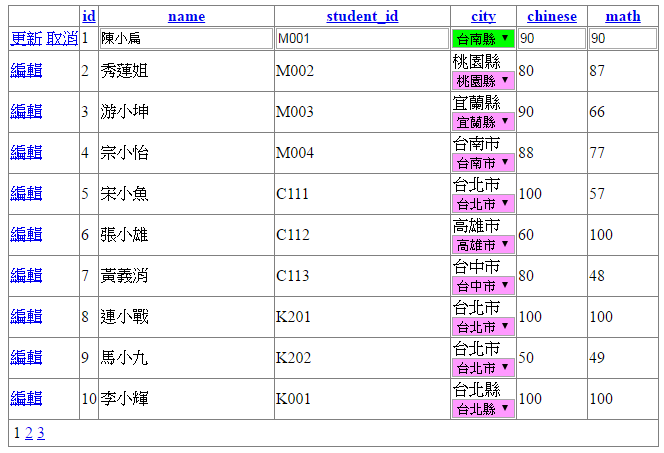 id name student_id city chinese math
更新 取消 1 陳小扁 M001 台南縣 ▼ 90 90
編輯 2 秀蓮姐 M002 桃園縣 80 87
桃園縣 ▼
編輯 3 游小坤 M003 宜蘭縣 90 66
宜蘭縣 ▼
編輯 4 宗小怡 M004 台南市 88 77
台南市 ▼
編輯 5 宋小魚 C111 台北市 100 57
台北市 ▼
編輯 6 張小雄 C112 高雄市 60 100
高雄市 ▼
編輯 7 黃義消 C113 台中市 80 48
台中市 ▼
編輯 8 連小戰 K201 台北市 100 100
台北市 ▼
編輯 9 馬小九 K202 台北市 50 49
台北市 ▼
編輯 10 李小輝 K001 台北縣 100 100
台北縣 ▼
1 2 3